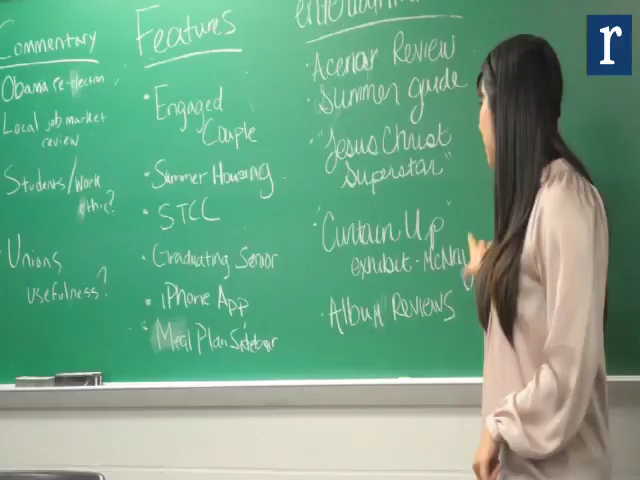 Commentary
Obama re-election
Local job market
review
Students/Work
ethic?
Unions
usefulness?
Features
• Engaged
Couple
• Summer Housing
• STCC
• Graduating Senior
• iPhone App
• Meal Plan Sidebar
• Acenar Review
• Summer guide
• "Jesus Christ
Superstar"
• "Curtain Up"
exhibit - McNay
• Album Reviews
r